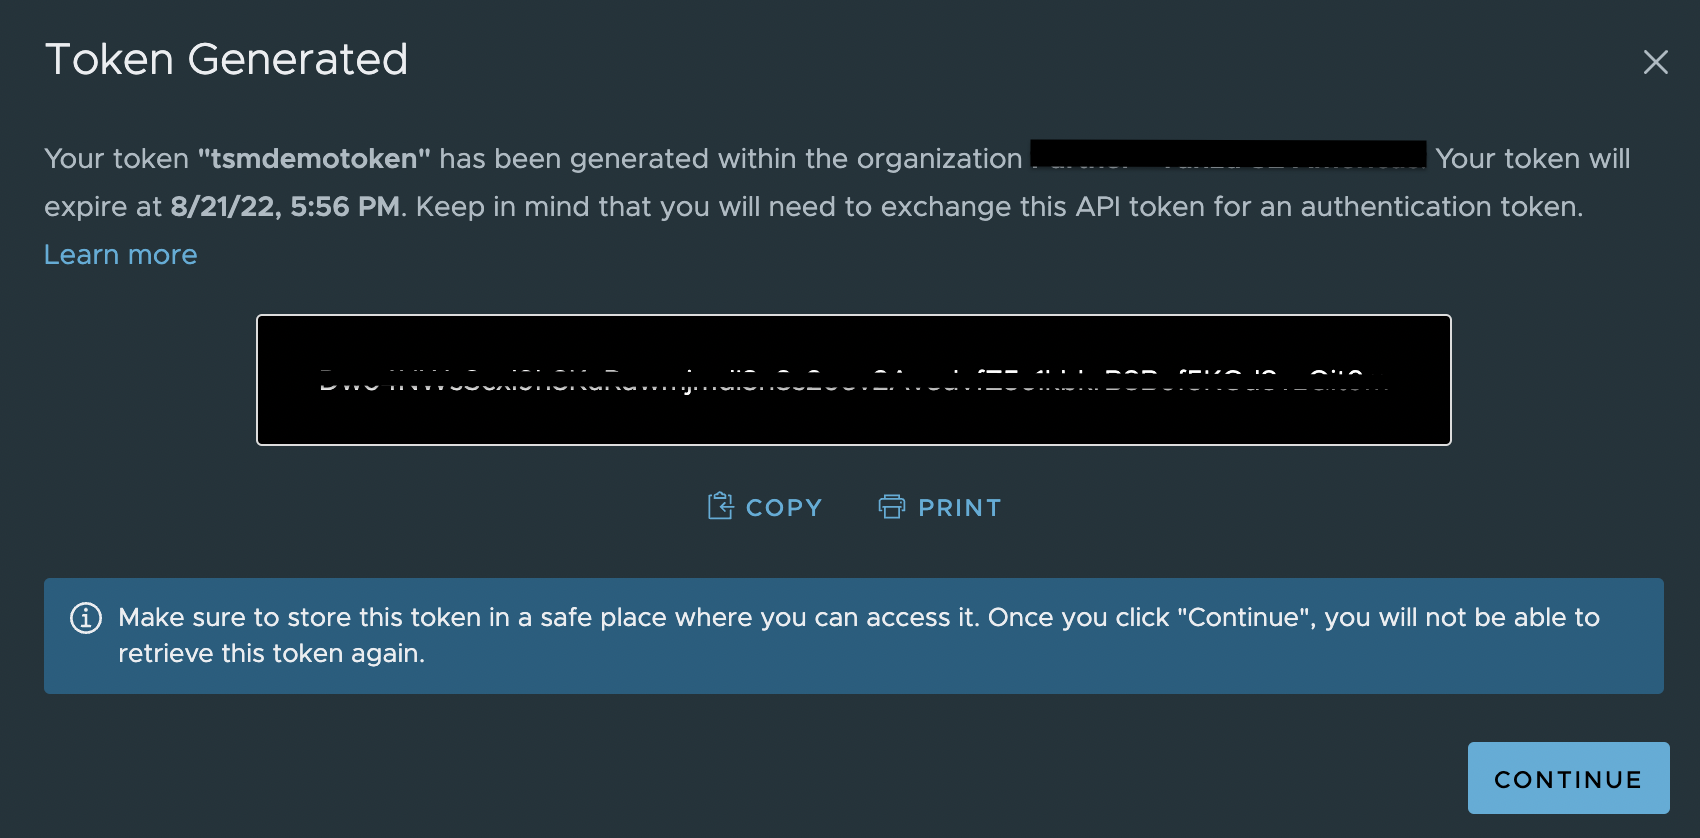 Token Generated
Your token "tsmdemotoken" has been generated within the organization Your token will
expire at 8/21/22, 5:56 PM. Keep in mind that you will need to exchange this API token for an authentication token.
Learn more
COPY PRINT
Make sure to store this token in a safe place where you can access it. Once you click "Continue", you will not be able to
retrieve this token again.
CONTINUE